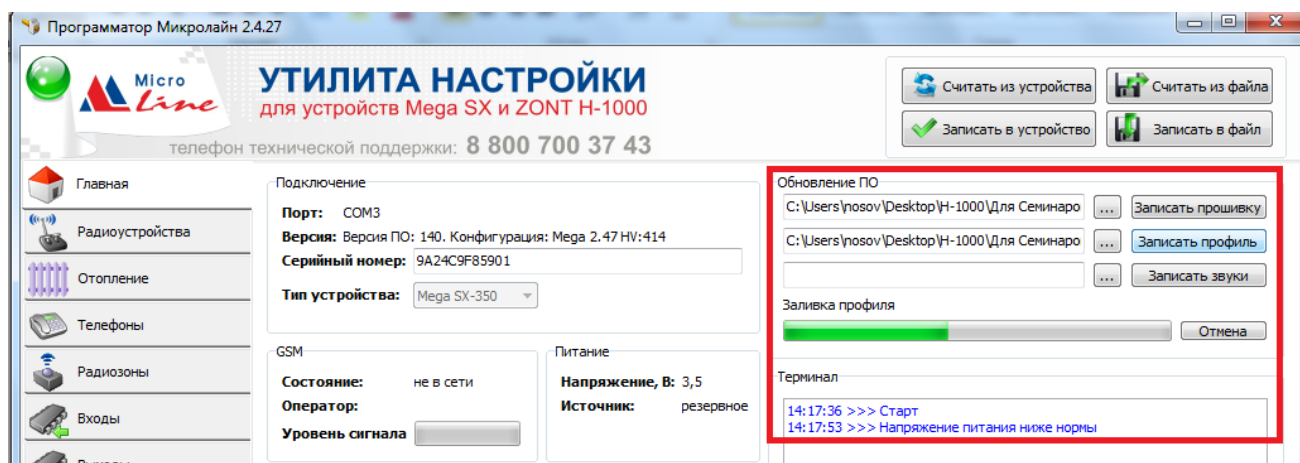 Программатор Микролайн 2.4.27
Micro Line
УТИЛИТА НАСТРОЙКИ
для устройств Mega SX и ZONT H-1000
телефон технической поддержки: 8 800 700 37 43
Считать из устройства
Считать из файла
Записать в устройство
Записать в файл
Главная
Радиоустройства
Отопление
Телефоны
Радиозоны
Входы
Выходы
Подключение
Порт: COM3
Версия: Версия ПО: 140. Конфигурация: Mega 2.47 HV:414
Серийный номер: 9A24C9F85901
Тип устройства: Mega SX-350
GSM
Состояние: не в сети
Оператор:
Уровень сигнала
Питание
Напряжение, В: 3,5
Источник: резервное
Обновление ПО
C:\Users\nosov\Desktop\H-1000\Для Семинаро ... Записать прошивку
C:\Users\nosov\Desktop\H-1000\Для Семинаро ... Записать профиль
... Записать звуки
Заливка профиля
Отмена
Терминал
14:17:36 >>> Старт
14:17:53 >>> Напряжение питания ниже нормы